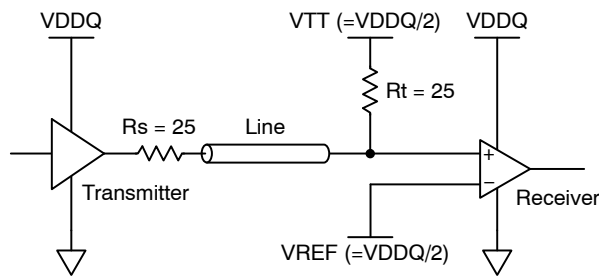 VDDQ
VTT (=VDDQ/2)
VDDQ
Rs = 25
Line
Rt = 25
+
−
Transmitter
Receiver
VREF (=VDDQ/2)